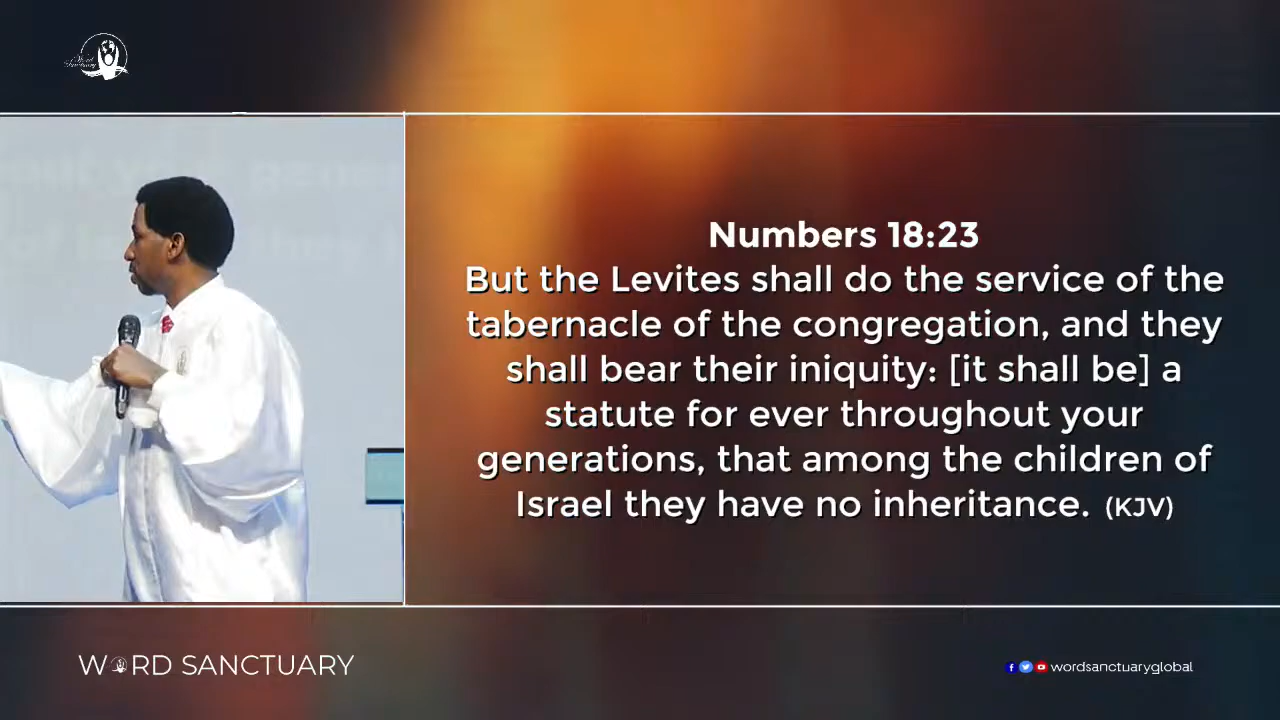 Word
Sanctuary
Numbers 18:23
But the Levites shall do the service of the
tabernacle of the congregation, and they
shall bear their iniquity: [it shall be] a
statute for ever throughout your
generations, that among the children of
Israel they have no inheritance. (KJV)
WORD SANCTUARY
wordsanctuaryglobal